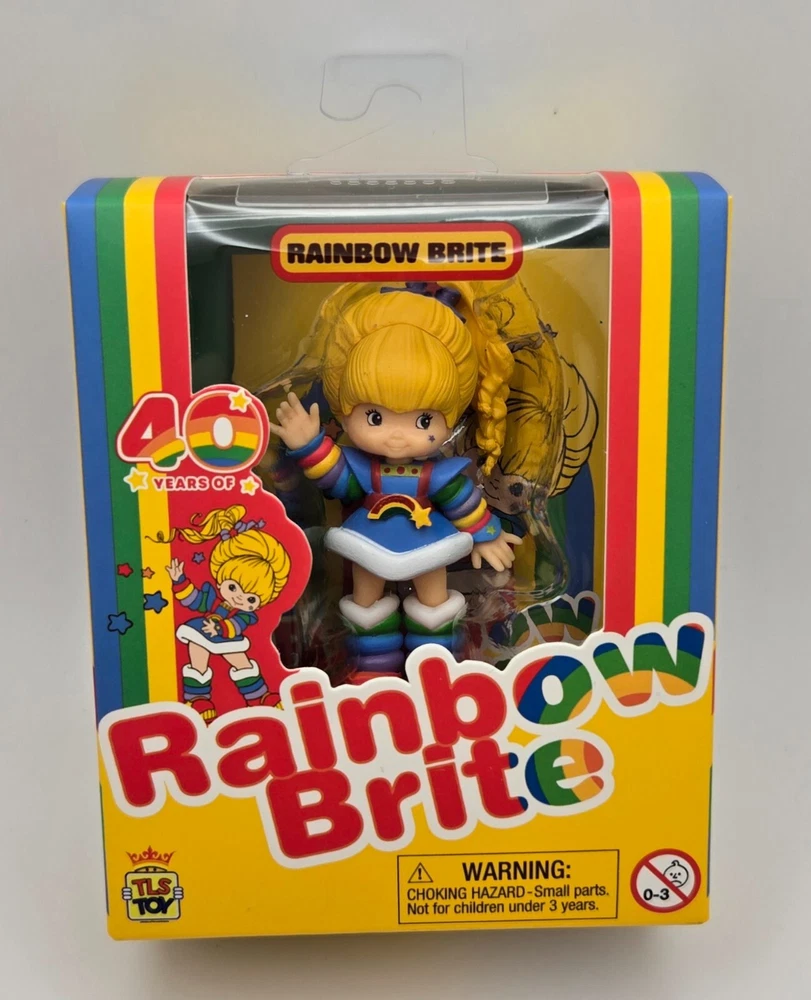 RAINBOW BRITE
40
YEARS OF
Rainbow
Brite
TLS
TOY
WARNING:
CHOKING HAZARD-Small parts.
Not for children under 3 years.
0-3